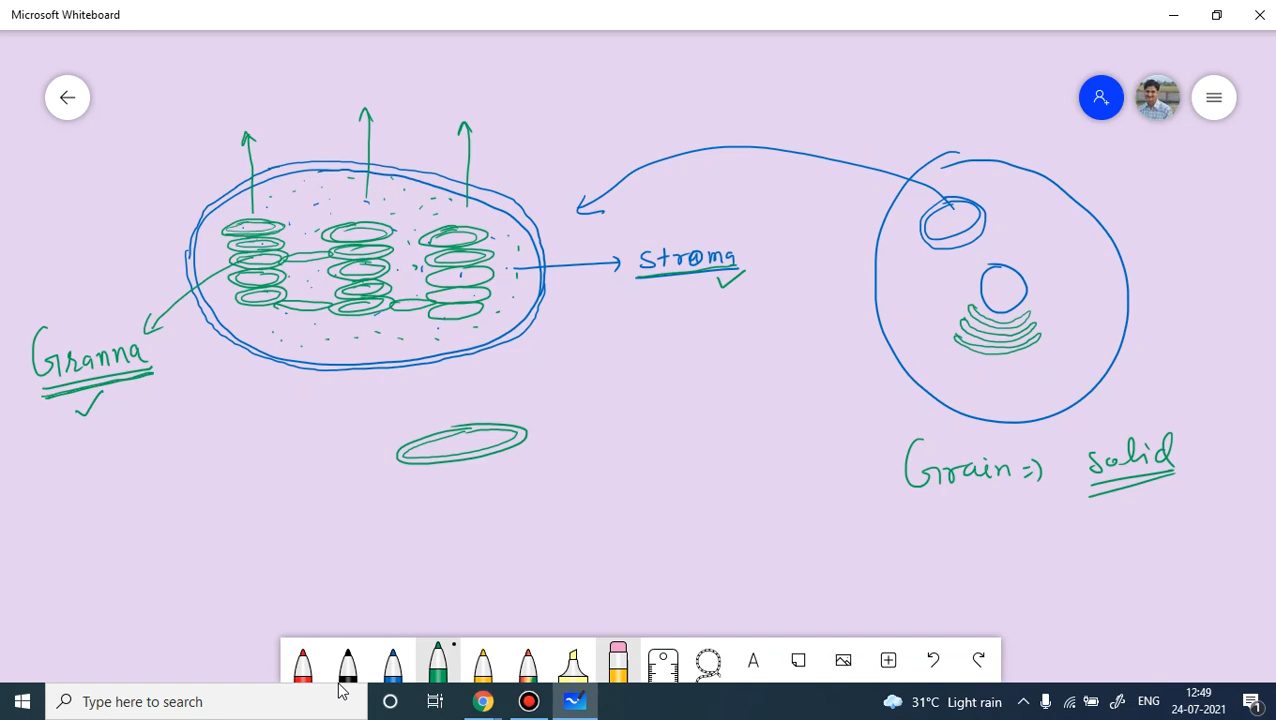 Microsoft Whiteboard
stroma
Granna
Grain => solid
A
Type here to search
31°C Light rain
ENG
12:49
24-07-2021
1